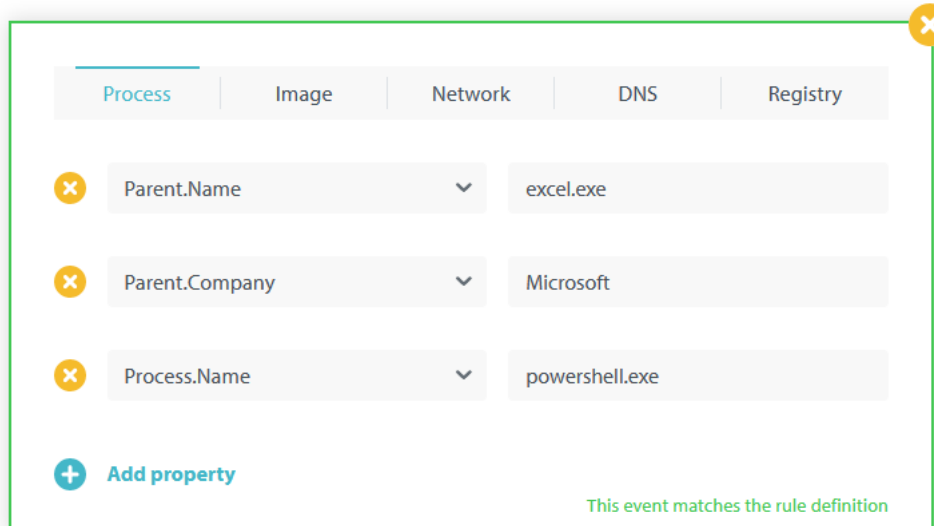 Process Image Network DNS Registry
Parent.Name excel.exe
Parent.Company Microsoft
Process.Name powershell.exe
Add property
This event matches the rule definition